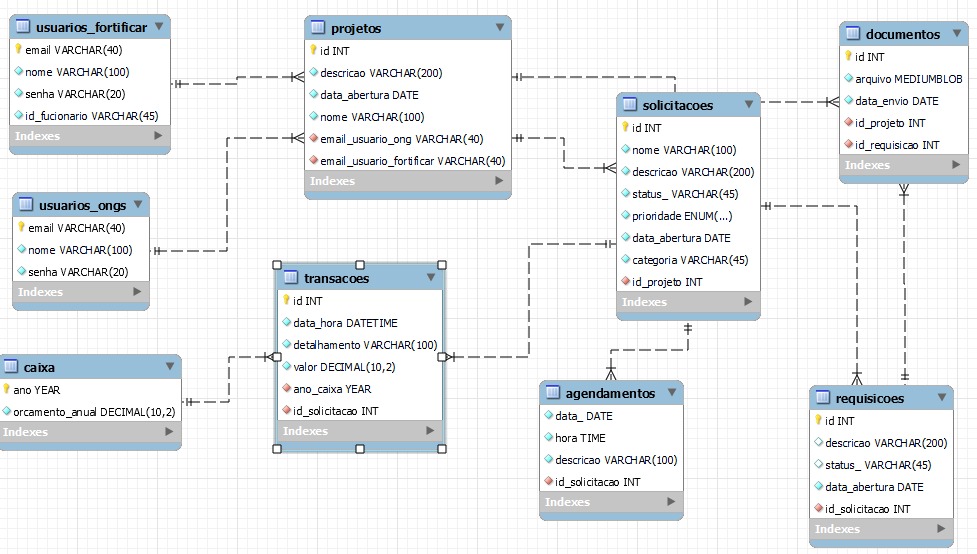 usuarios_fortificar
email VARCHAR(40)
nome VARCHAR(100)
senha VARCHAR(20)
id_fucionario VARCHAR(45)
Indexes
projetos
id INT
descricao VARCHAR(200)
data_abertura DATE
nome VARCHAR(100)
email_usuario_ong VARCHAR(40)
email_usuario_fortificar VARCHAR(40)
Indexes
documentos
id INT
arquivo MEDIUMBLOB
data_envio DATE
id_projeto INT
id_requisicao INT
Indexes
solicitacoes
id INT
nome VARCHAR(100)
descricao VARCHAR(200)
status_ VARCHAR(45)
prioridade ENUM(...)
data_abertura DATE
categoria VARCHAR(45)
id_projeto INT
Indexes
usuarios_ongs
email VARCHAR(40)
nome VARCHAR(100)
senha VARCHAR(20)
Indexes
transacoes
id INT
data_hora DATETIME
detalhamento VARCHAR(100)
valor DECIMAL(10,2)
ano_caixa YEAR
id_solicitacao INT
Indexes
caixa
ano YEAR
orcamento_anual DECIMAL(10,2)
Indexes
agendamentos
data_ DATE
hora TIME
descricao VARCHAR(100)
id_solicitacao INT
Indexes
requisicoes
id INT
descricao VARCHAR(200)
status_ VARCHAR(45)
data_abertura DATE
id_solicitacao INT
Indexes